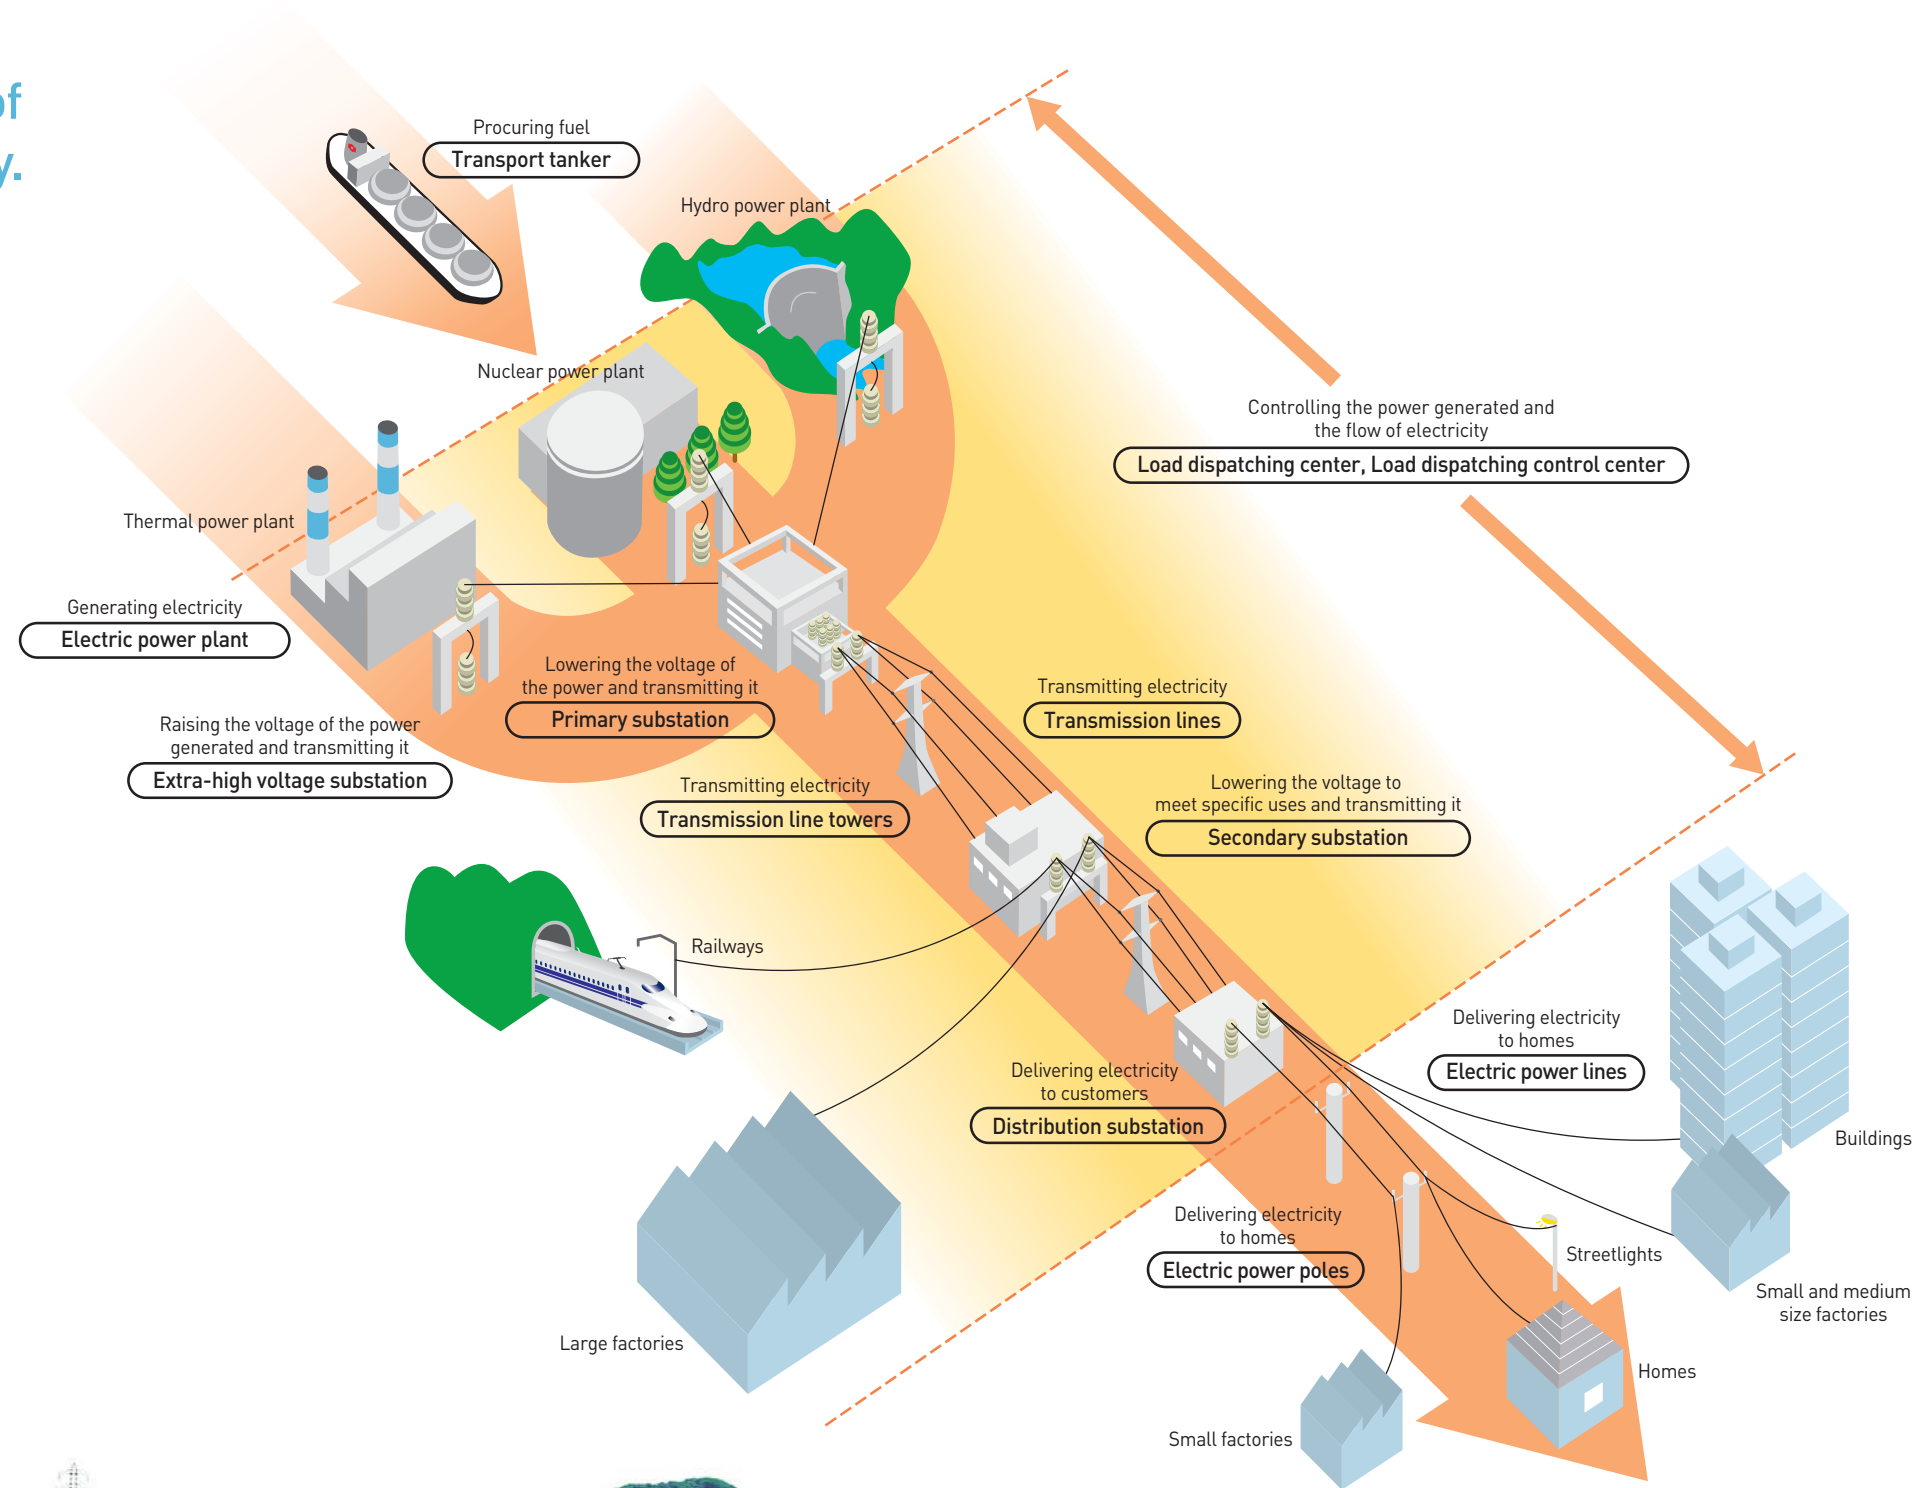 of
y.
Procuring fuel
Transport tanker
Hydro power plant
Nuclear power plant
Controlling the power generated and
the flow of electricity
Load dispatching center, Load dispatching control center
Thermal power plant
Generating electricity
Electric power plant
Lowering the voltage of
the power and transmitting it
Primary substation
Transmitting electricity
Transmission lines
Raising the voltage of the power
generated and transmitting it
Extra-high voltage substation
Transmitting electricity
Transmission line towers
Lowering the voltage to
meet specific uses and transmitting it
Secondary substation
Railways
Delivering electricity
to homes
Electric power lines
Delivering electricity
to customers
Distribution substation
Buildings
Delivering electricity
to homes
Electric power poles
Streetlights
Small and medium
size factories
Large factories
Homes
Small factories